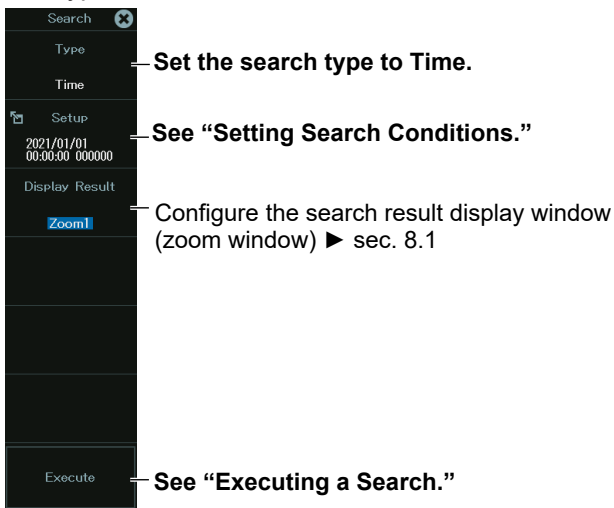 Search
Type
Time
Set the search type to Time.
Setup
2021/01/01
00:00:00 000000
See “Setting Search Conditions.”
Display Result
Zoom1
Configure the search result display window
(zoom window) ► sec. 8.1
Execute
See “Executing a Search.”